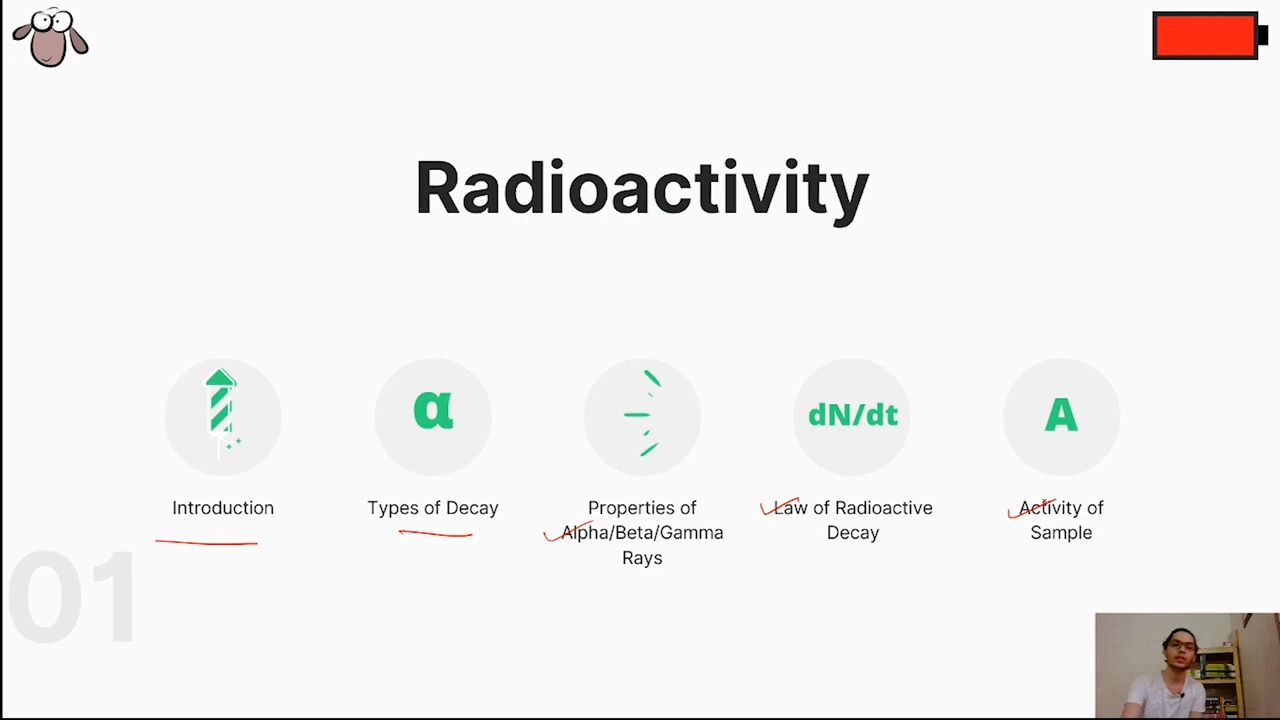 Radioactivity
α
dN/dt
A
Introduction
Types of Decay
Properties of
Alpha/Beta/Gamma
Rays
Law of Radioactive
Decay
Activity of
Sample
01